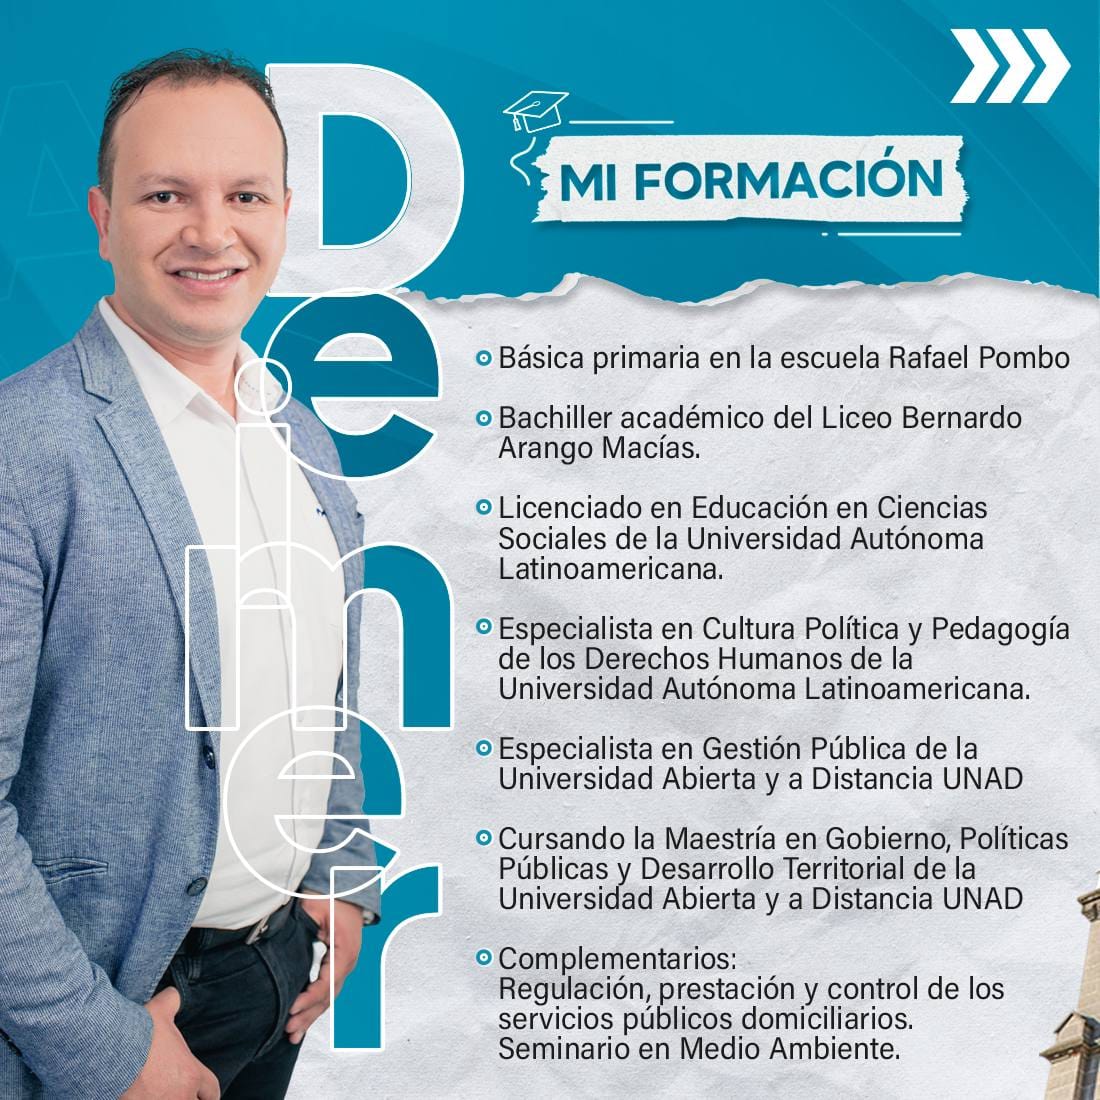 Deimer
MI FORMACIÓN
Básica primaria en la escuela Rafael Pombo
Bachiller académico del Liceo Bernardo
Arango Macías.
Licenciado en Educación en Ciencias
Sociales de la Universidad Autónoma
Latinoamericana.
Especialista en Cultura Política y Pedagogía
de los Derechos Humanos de la
Universidad Autónoma Latinoamericana.
Especialista en Gestión Pública de la
Universidad Abierta y a Distancia UNAD
Cursando la Maestría en Gobierno, Políticas
Públicas y Desarrollo Territorial de la
Universidad Abierta y a Distancia UNAD
Complementarios:
Regulación, prestación y control de los
servicios públicos domiciliarios.
Seminario en Medio Ambiente.